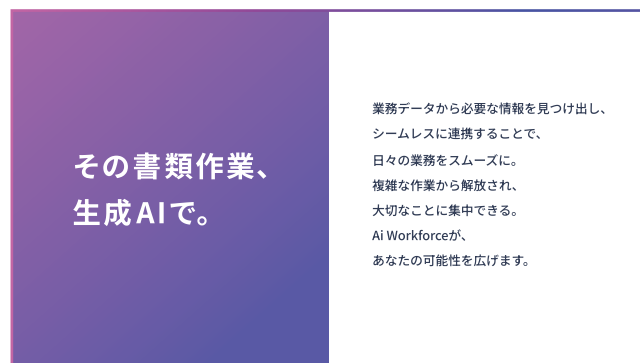 その書類作業、
生成AIで。
業務データから必要な情報を見つけ出し、
シームレスに連携することで、
日々の業務をスムーズに。
複雑な作業から解放され、
大切なことに集中できる。
Ai Workforceが、
あなたの可能性を広げます。